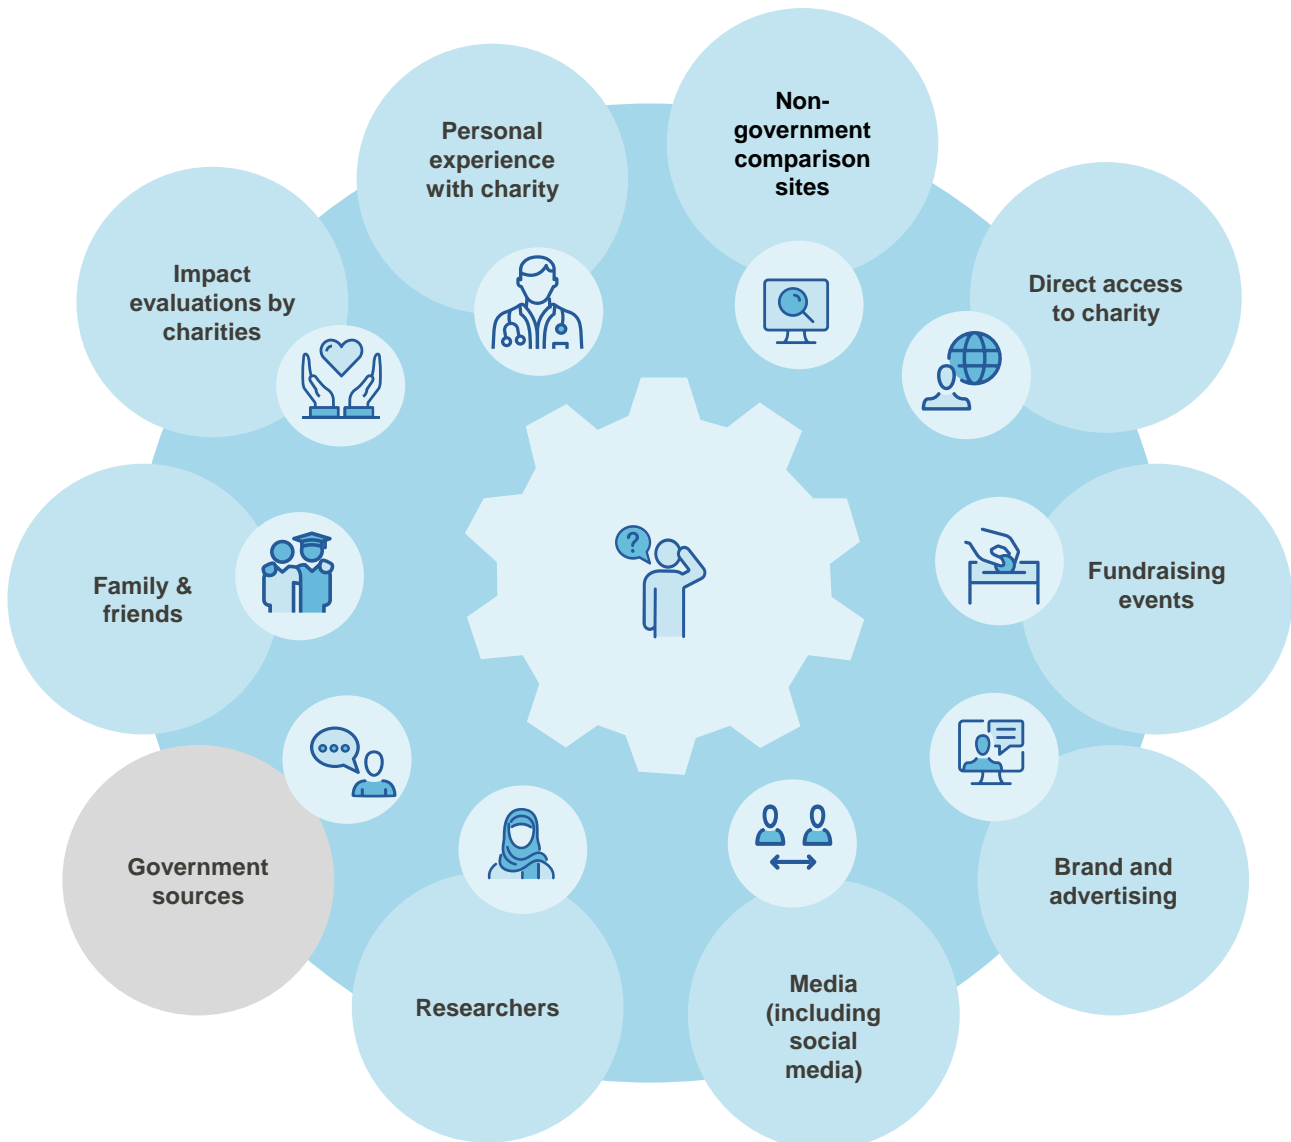 Non-
government
comparison
sites
Personal
experience
with charity
Impact
evaluations by
charities
Direct access
to charity
Family &
friends
?
Fundraising
events
Government
sources
Brand and
advertising
Researchers
Media
(including
social
media)